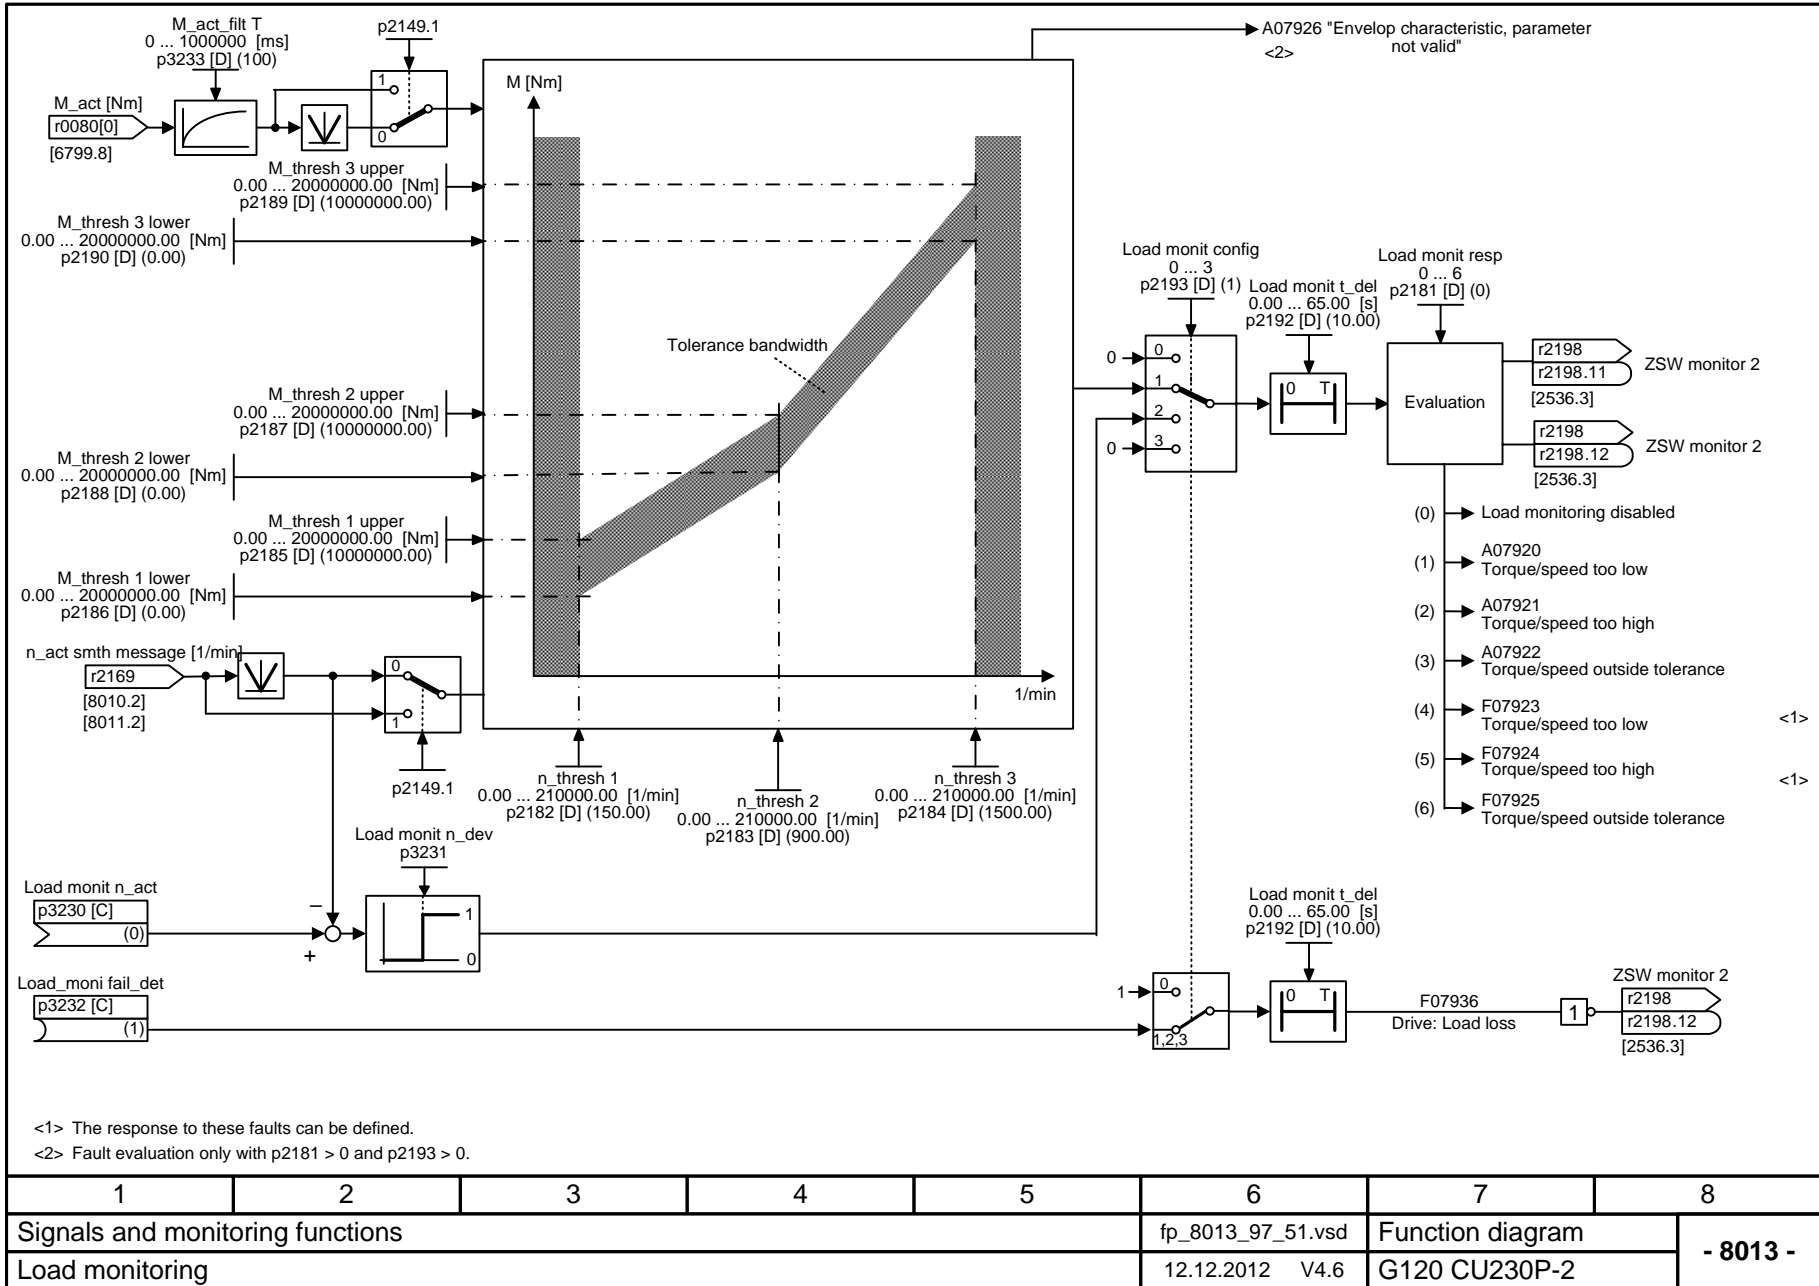 M_act_filt T
0 ... 1000000 [ms]
p3233 [D] (100)
p2149.1
A07926 "Envelop characteristic, parameter
not valid"
<2>
M_act [Nm]
r0080[0]
[6799.8]
1
0
M [Nm]
M_thresh 3 upper
0.00 ... 20000000.00 [Nm]
p2189 [D] (10000000.00)
M_thresh 3 lower
0.00 ... 20000000.00 [Nm]
p2190 [D] (0.00)
Tolerance bandwidth
M_thresh 2 upper
0.00 ... 20000000.00 [Nm]
p2187 [D] (10000000.00)
M_thresh 2 lower
0.00 ... 20000000.00 [Nm]
p2188 [D] (0.00)
M_thresh 1 upper
0.00 ... 20000000.00 [Nm]
p2185 [D] (10000000.00)
M_thresh 1 lower
0.00 ... 20000000.00 [Nm]
p2186 [D] (0.00)
n_act smth message [1/min]
r2169
[8010.2]
[8011.2]
0
1
p2149.1
1/min
n_thresh 1
0.00 ... 210000.00 [1/min]
p2182 [D] (150.00)
n_thresh 2
0.00 ... 210000.00 [1/min]
p2183 [D] (900.00)
n_thresh 3
0.00 ... 210000.00 [1/min]
p2184 [D] (1500.00)
Load monit config
0 ... 3
p2193 [D] (1)
0
0
1
2
0
3
Load monit t_del
0.00 ... 65.00 [s]
p2192 [D] (10.00)
0 T
Load monit resp
0 ... 6
p2181 [D] (0)
Evaluation
r2198
r2198.11
[2536.3]
ZSW monitor 2
r2198
r2198.12
[2536.3]
ZSW monitor 2
(0) Load monitoring disabled
(1) A07920
Torque/speed too low
(2) A07921
Torque/speed too high
(3) A07922
Torque/speed outside tolerance
(4) F07923
Torque/speed too low
<1>
(5) F07924
Torque/speed too high
<1>
(6) F07925
Torque/speed outside tolerance
Load monit n_dev
p3231
1
0
Load monit n_act
p3230 [C]
(0)
–
+
Load_moni fail_det
p3232 [C]
(1)
1
0
1,2,3
Load monit t_del
0.00 ... 65.00 [s]
p2192 [D] (10.00)
0 T
F07936
Drive: Load loss
1
ZSW monitor 2
r2198
r2198.12
[2536.3]
<1> The response to these faults can be defined.
<2> Fault evaluation only with p2181 > 0 and p2193 > 0.
1 2 3 4 5 6 7 8
Signals and monitoring functions
fp_8013_97_51.vsd
Function diagram
- 8013 -
Load monitoring
12.12.2012 V4.6
G120 CU230P-2